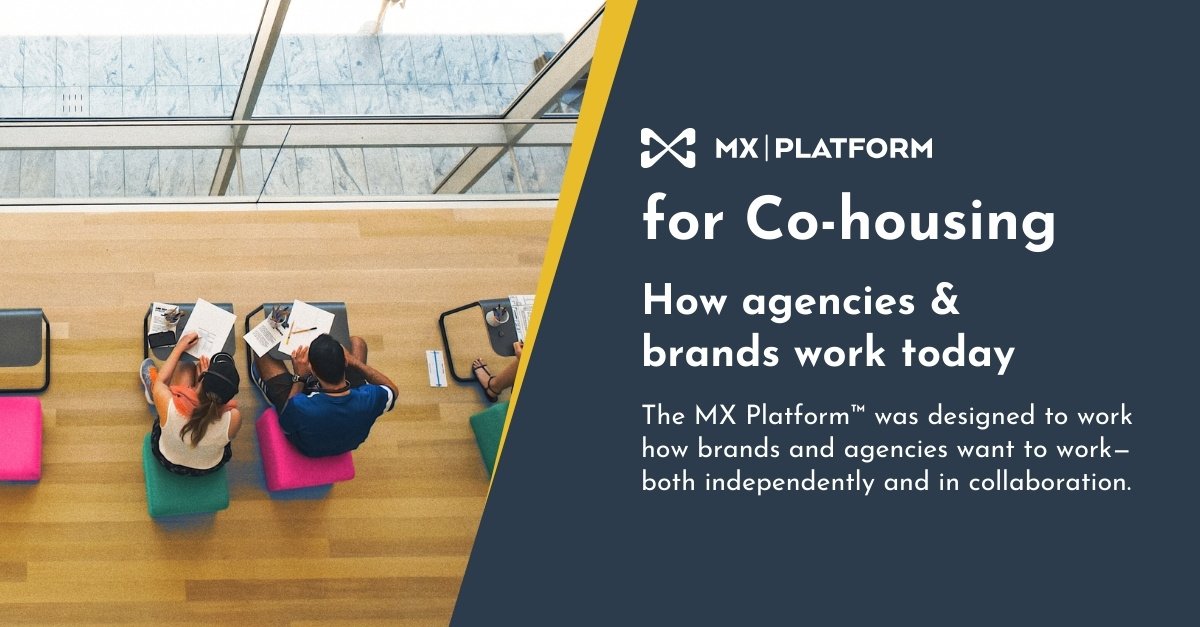 MX|PLATFORM
for Co-housing
How agencies &
brands work today
The MX Platform™ was designed to work
how brands and agencies want to work—
both independently and in collaboration.